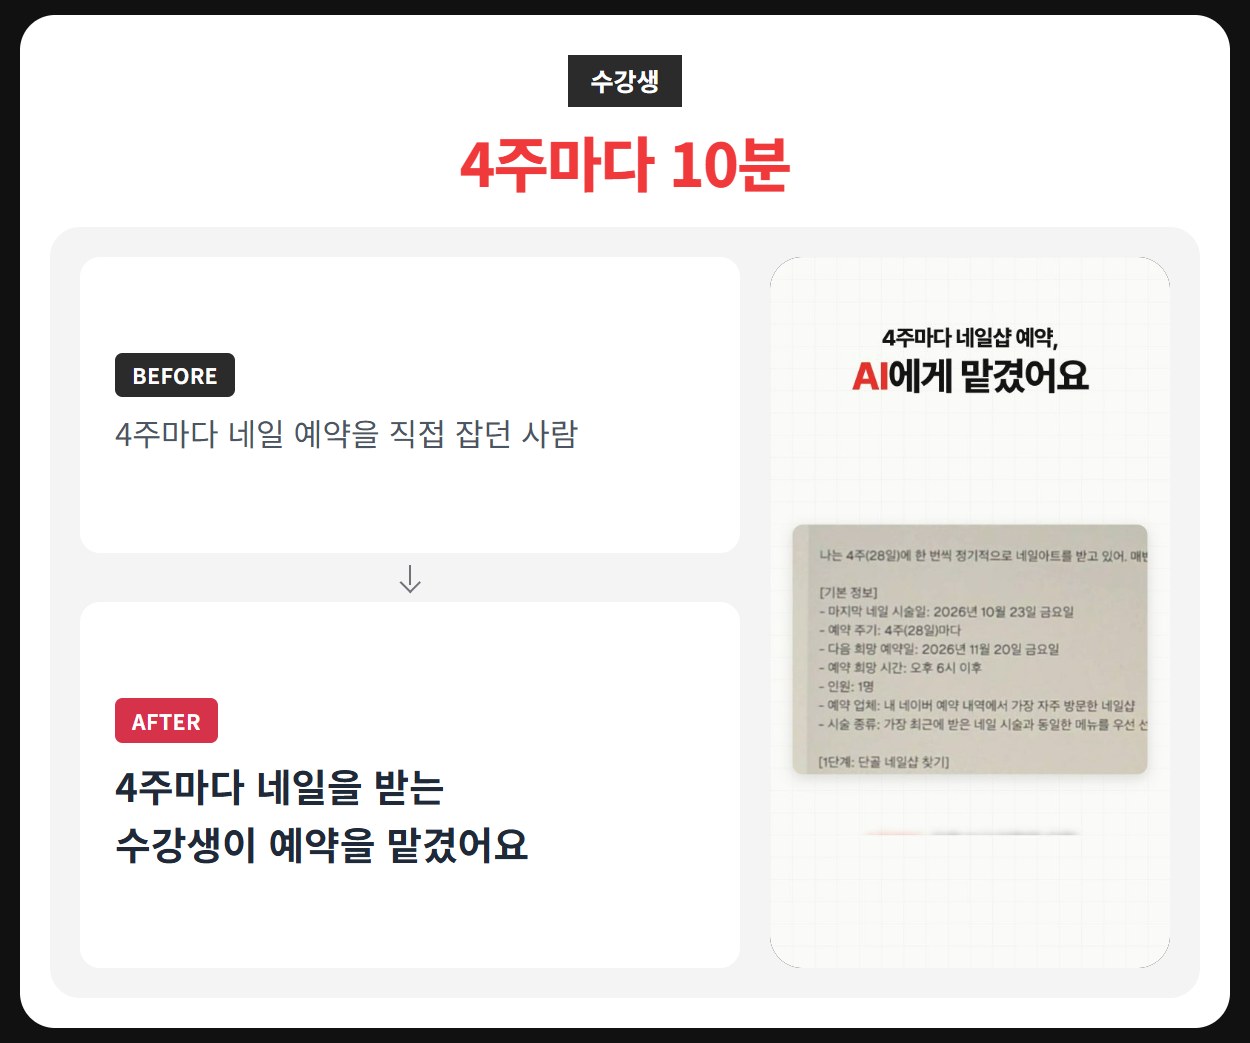 수강생
4주마다 10분
BEFORE
4주마다 네일 예약을 직접 잡던 사람
AFTER
4주마다 네일을 받는
수강생이 예약을 맡겼어요
4주마다 네일샵 예약,
AI에게 맡겼어요
나는 4주(28일)에 한 번씩 정기적으로 네일아트를 받고 있어. 매번
[기본 정보]
- 마지막 네일 시술일: 2026년 10월 23일 금요일
- 예약 주기: 4주(28일)마다
- 다음 희망 예약일: 2026년 11월 20일 금요일
- 예약 희망 시간: 오후 6시 이후
- 인원: 1명
- 예약 업체: 내 네이버 예약 내역에서 가장 자주 방문한 네일샵
- 시술 종류: 가장 최근에 받은 네일 시술과 동일한 메뉴를 우선
[1단계: 단골 네일샵 찾기]